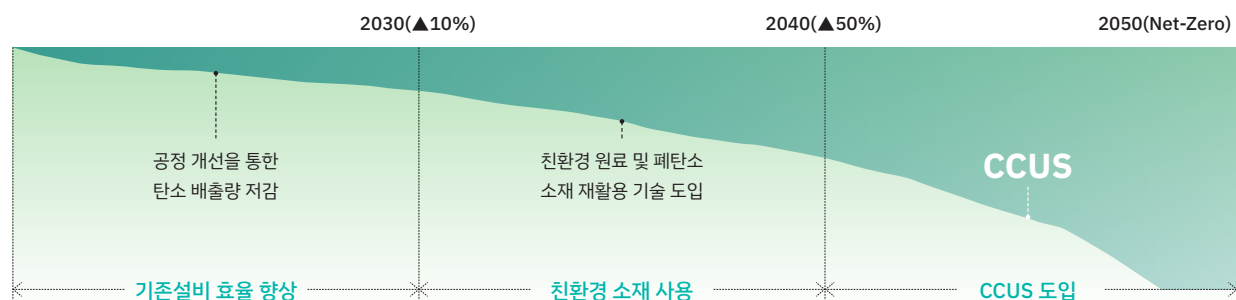 2030(▲10%)
2040(▲50%)
2050(Net-Zero)
공정 개선을 통한
탄소 배출량 저감
친환경 원료 및 폐탄소
소재 재활용 기술 도입
CCUS
기존설비 효율 향상
친환경 소재 사용
CCUS 도입